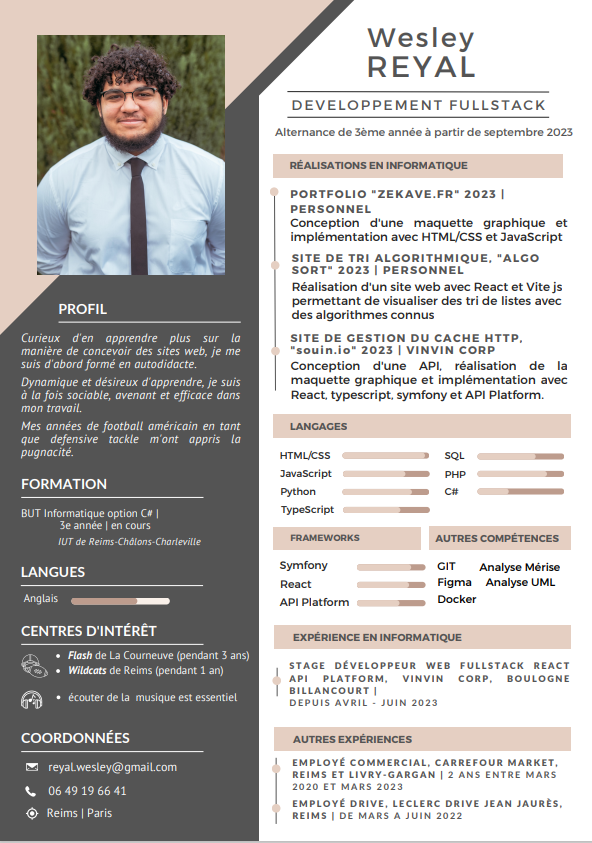 Wesley
REYAL
DEVELOPPEMENT FULLSTACK
Alternance de 3ème année à partir de septembre 2023
RÉALISATIONS EN INFORMATIQUE
PORTFOLIO "ZEKAVE.FR" 2023 |
PERSONNEL
Conception d'une maquette graphique et
implémentation avec HTML/CSS et JavaScript
SITE DE TRI ALGORITHMIQUE, "ALGO
SORT" 2023 | PERSONNEL
Réalisation d'un site web avec React et Vite js
permettant de visualiser des tri de listes avec
des algorithmes connus
SITE DE GESTION DU CACHE HTTP,
"souin.io" 2023 | VINVIN CORP
Conception d'une API, réalisation de la
maquette graphique et implémentation avec
React, typescript, symfony et API Platform.
LANGAGES
HTML/CSS
JavaScript
Python
TypeScript
SQL
PHP
C#
FRAMEWORKS
Symfony
React
API Platform
AUTRES COMPÉTENCES
GIT Analyse Mérise
Figma Analyse UML
Docker
EXPÉRIENCE EN INFORMATIQUE
STAGE DÉVELOPPEUR WEB FULLSTACK REACT
API PLATFORM, VINVIN CORP, BOULOGNE
BILLANCOURT |
DEPUIS AVRIL - JUIN 2023
AUTRES EXPÉRIENCES
EMPLOYÉ COMMERCIAL, CARREFOUR MARKET,
REIMS ET LIVRY-GARGAN | 2 ANS ENTRE MARS
2020 ET MARS 2023
EMPLOYÉ DRIVE, LECLERC DRIVE JEAN JAURÈS,
REIMS | DE MARS A JUIN 2022
PROFIL
Curieux d'en apprendre plus sur la
manière de concevoir des sites web, je me
suis d'abord formé en autodidacte.
Dynamique et désireux d'apprendre, je suis
à la fois sociable, avenant et efficace dans
mon travail.
Mes années de football américain en tant
que defensive tackle m'ont appris la
pugnacité.
FORMATION
BUT Informatique option C# |
3e année | en cours
IUT de Reims-Châlons-Charleville
LANGUES
Anglais
CENTRES D'INTÉRÊT
• Flash de La Courneuve (pendant 3 ans)
• Wildcats de Reims (pendant 1 an)
• écouter de la musique est essentiel
COORDONNÉES
reyal.wesley@gmail.com
06 49 19 66 41
Reims | Paris